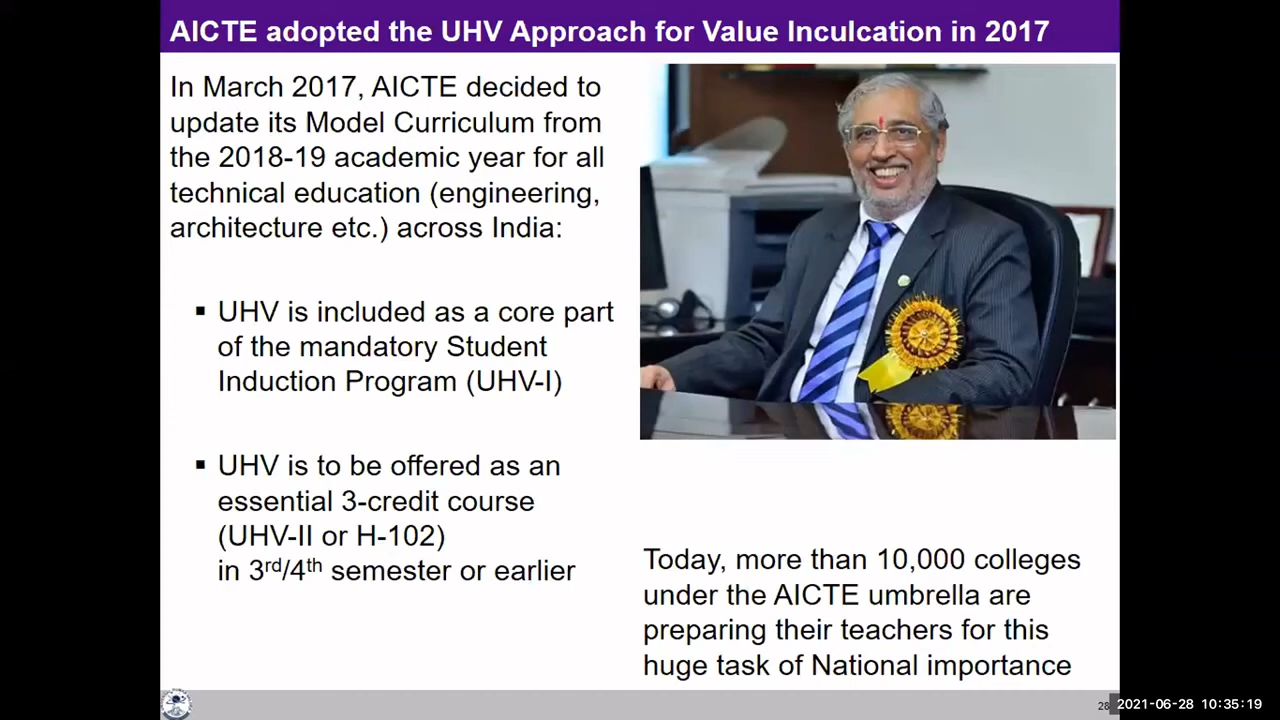 AICTE adopted the UHV Approach for Value Inculcation in 2017
In March 2017, AICTE decided to
update its Model Curriculum from
the 2018-19 academic year for all
technical education (engineering,
architecture etc.) across India:
▪ UHV is included as a core part
of the mandatory Student
Induction Program (UHV-I)
▪ UHV is to be offered as an
essential 3-credit course
(UHV-II or H-102)
in 3rd/4th semester or earlier
Today, more than 10,000 colleges
under the AICTE umbrella are
preparing their teachers for this
huge task of National importance
28
2021-06-28 10:35:19